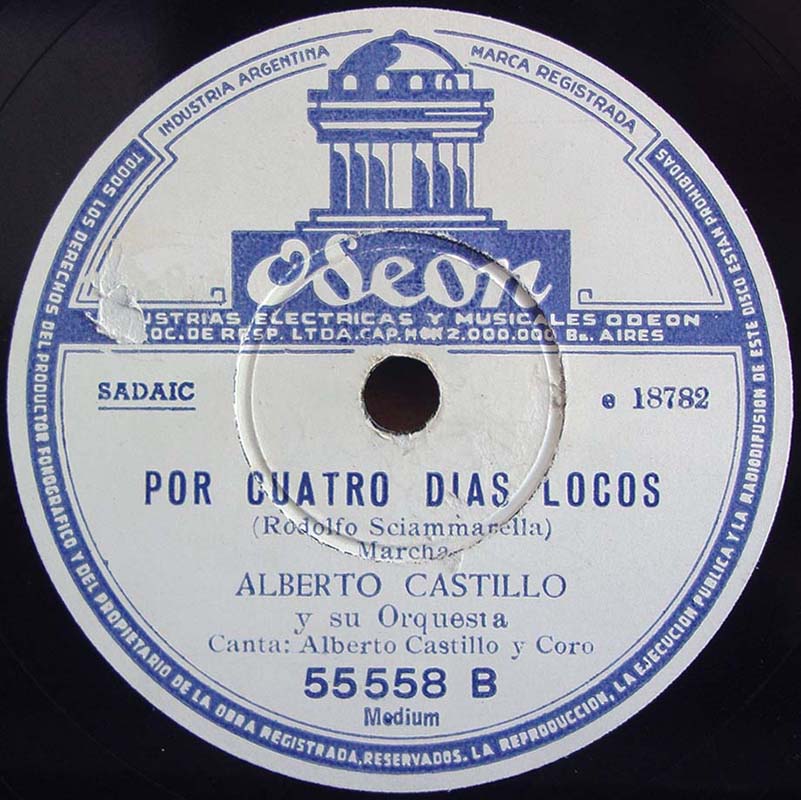 INDUSTRIA ARGENTINA
MARCA REGISTRADA
Odeon
USTRIAS ELECTRICAS Y MUSICALES ODEON
OC. DE RESP. LTDA. CAP. 2.000.000 Bs. AIRES
SADAIC
e 18782
POR CUATRO DIAS LOCOS
(Rodolfo Sciammarella)
Marcha
ALBERTO CASTILLO
y su Orquesta
Canta: Alberto Castillo y Coro
55558 B
Medium
TODOS LOS DERECHOS DEL PRODUCTOR FONOGRAFICO Y DEL PROPIETARIO DE LA OBRA REGISTRADA, RESERVADOS. LA REPRODUCCION, LA EJECUCION PUBLICA Y LA RADIODIFUSION DE ESTE DISCO ESTAN PROHIBIDAS